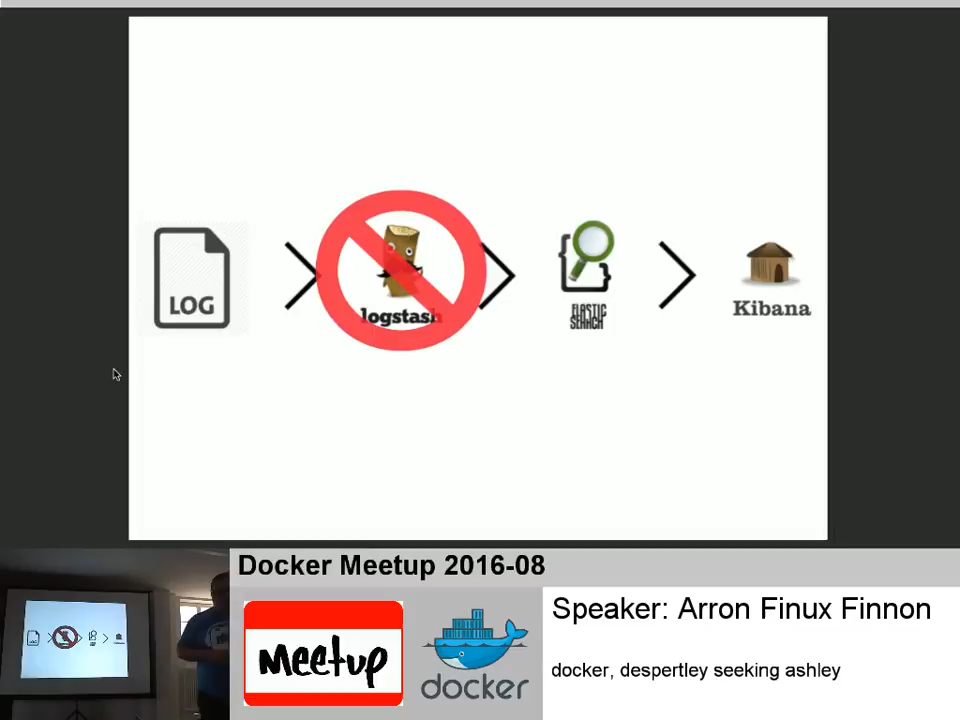 LOG
logstash
ELASTIC
SEARCH
Kibana
Docker Meetup 2016-08
Meetup
docker
Speaker: Arron Finux Finnon
docker, despertley seeking ashley